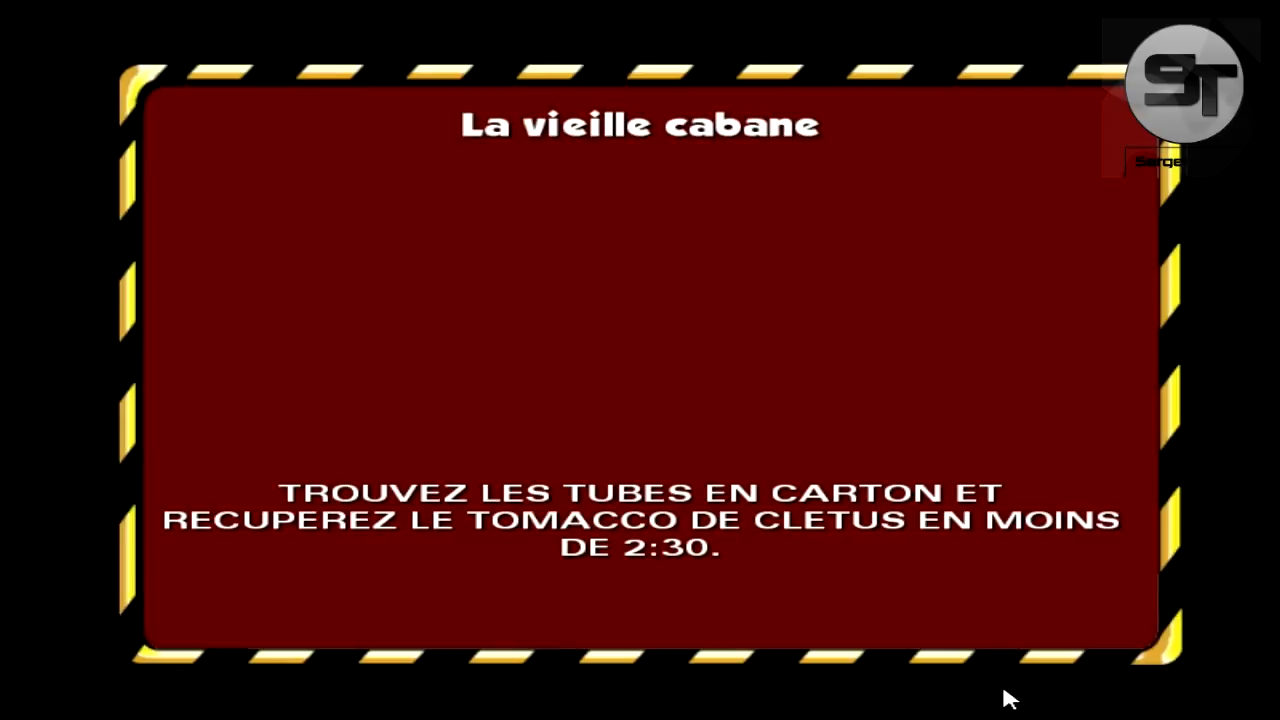 ST
La vieille cabane
TROUVEZ LES TUBES EN CARTON ET
RECUPEREZ LE TOMACCO DE CLETUS EN MOINS
DE 2:30.